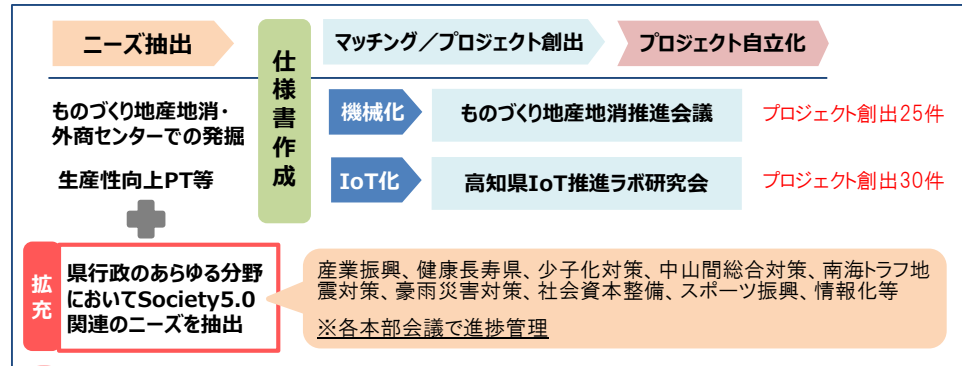 ニーズ抽出
仕様書作成
マッチング／プロジェクト創出
プロジェクト自立化
ものづくり地産地消・
外商センターでの発掘
生産性向上PT等
機械化
ものづくり地産地消推進会議
プロジェクト創出25件
IoT化
高知県IoT推進ラボ研究会
プロジェクト創出30件
拡充
県行政のあらゆる分野
においてSociety5.0
関連のニーズを抽出
産業振興、健康長寿県、少子化対策、中山間総合対策、南海トラフ地
震対策、豪雨災害対策、社会資本整備、スポーツ振興、情報化等
※各本部会議で進捗管理